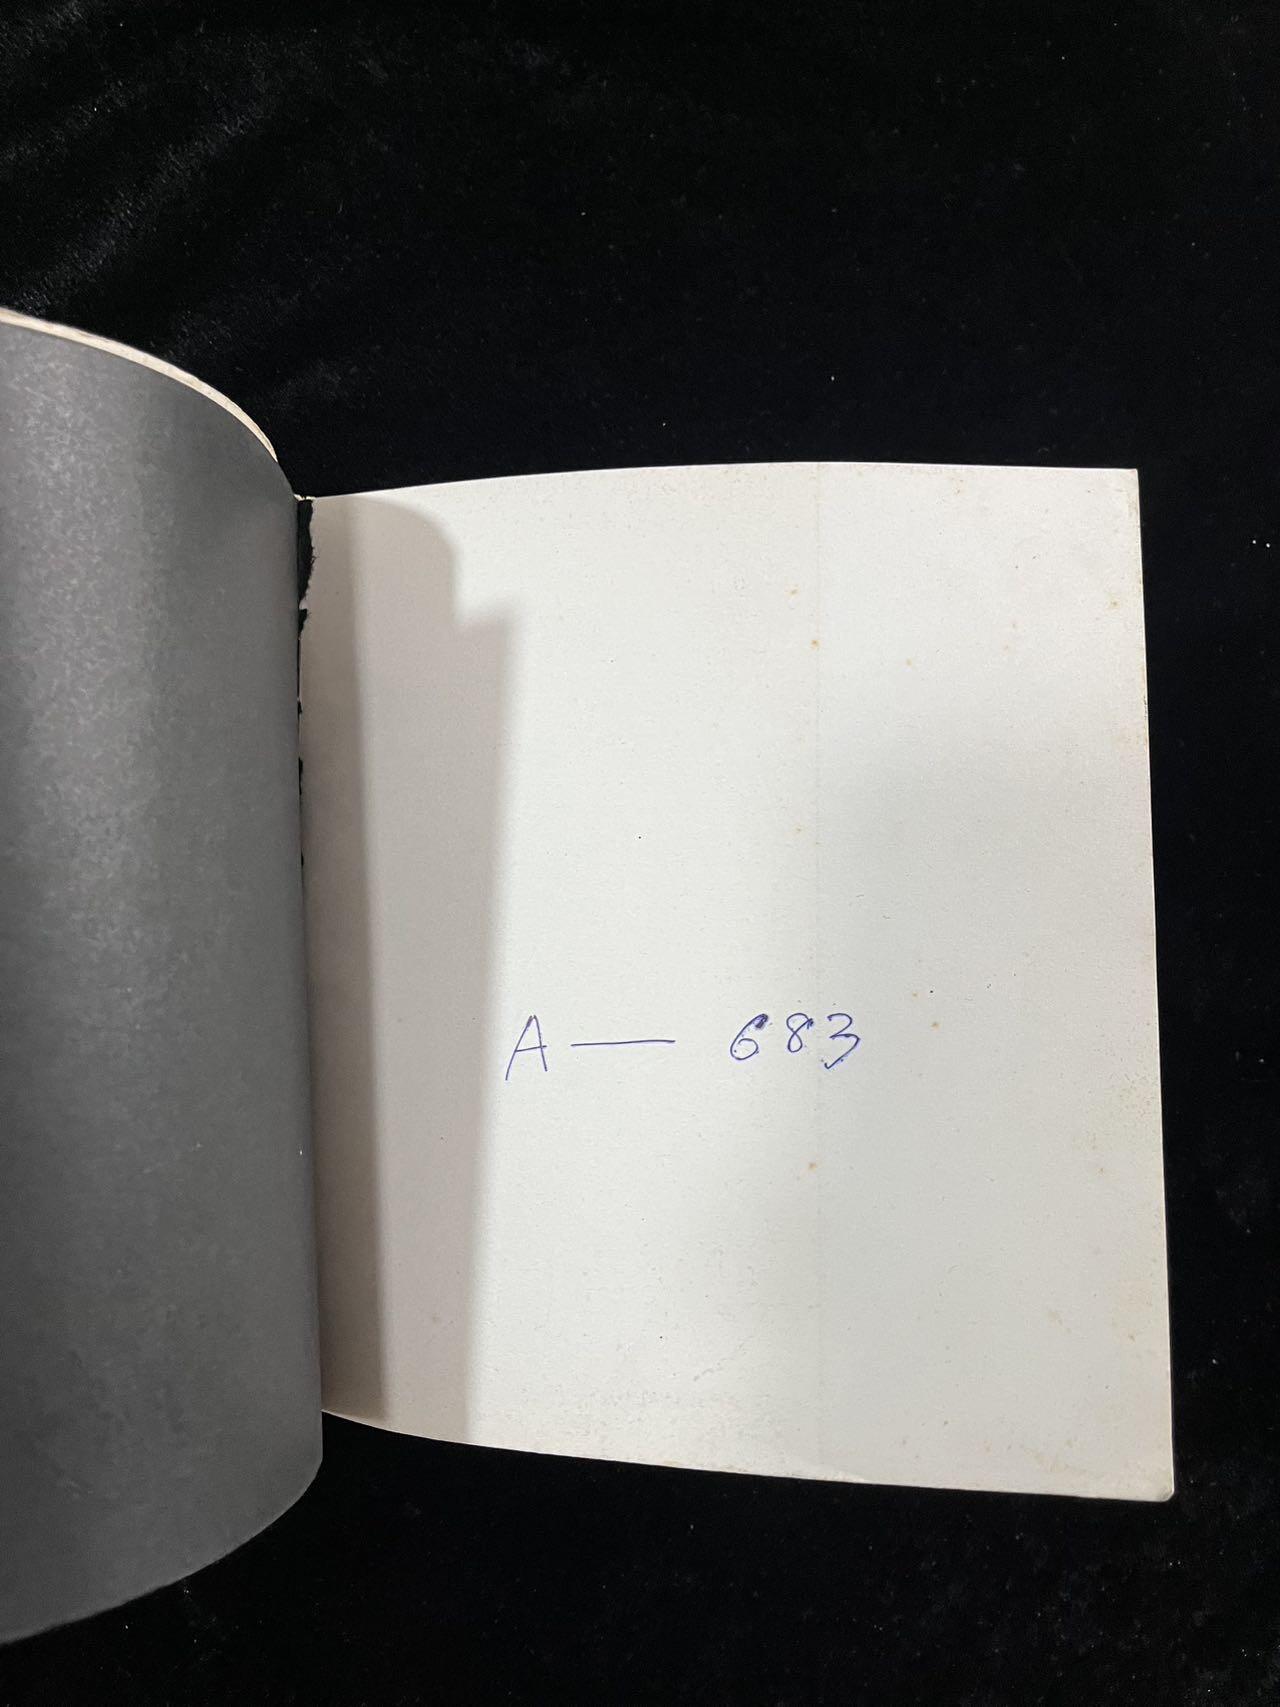 A — 683